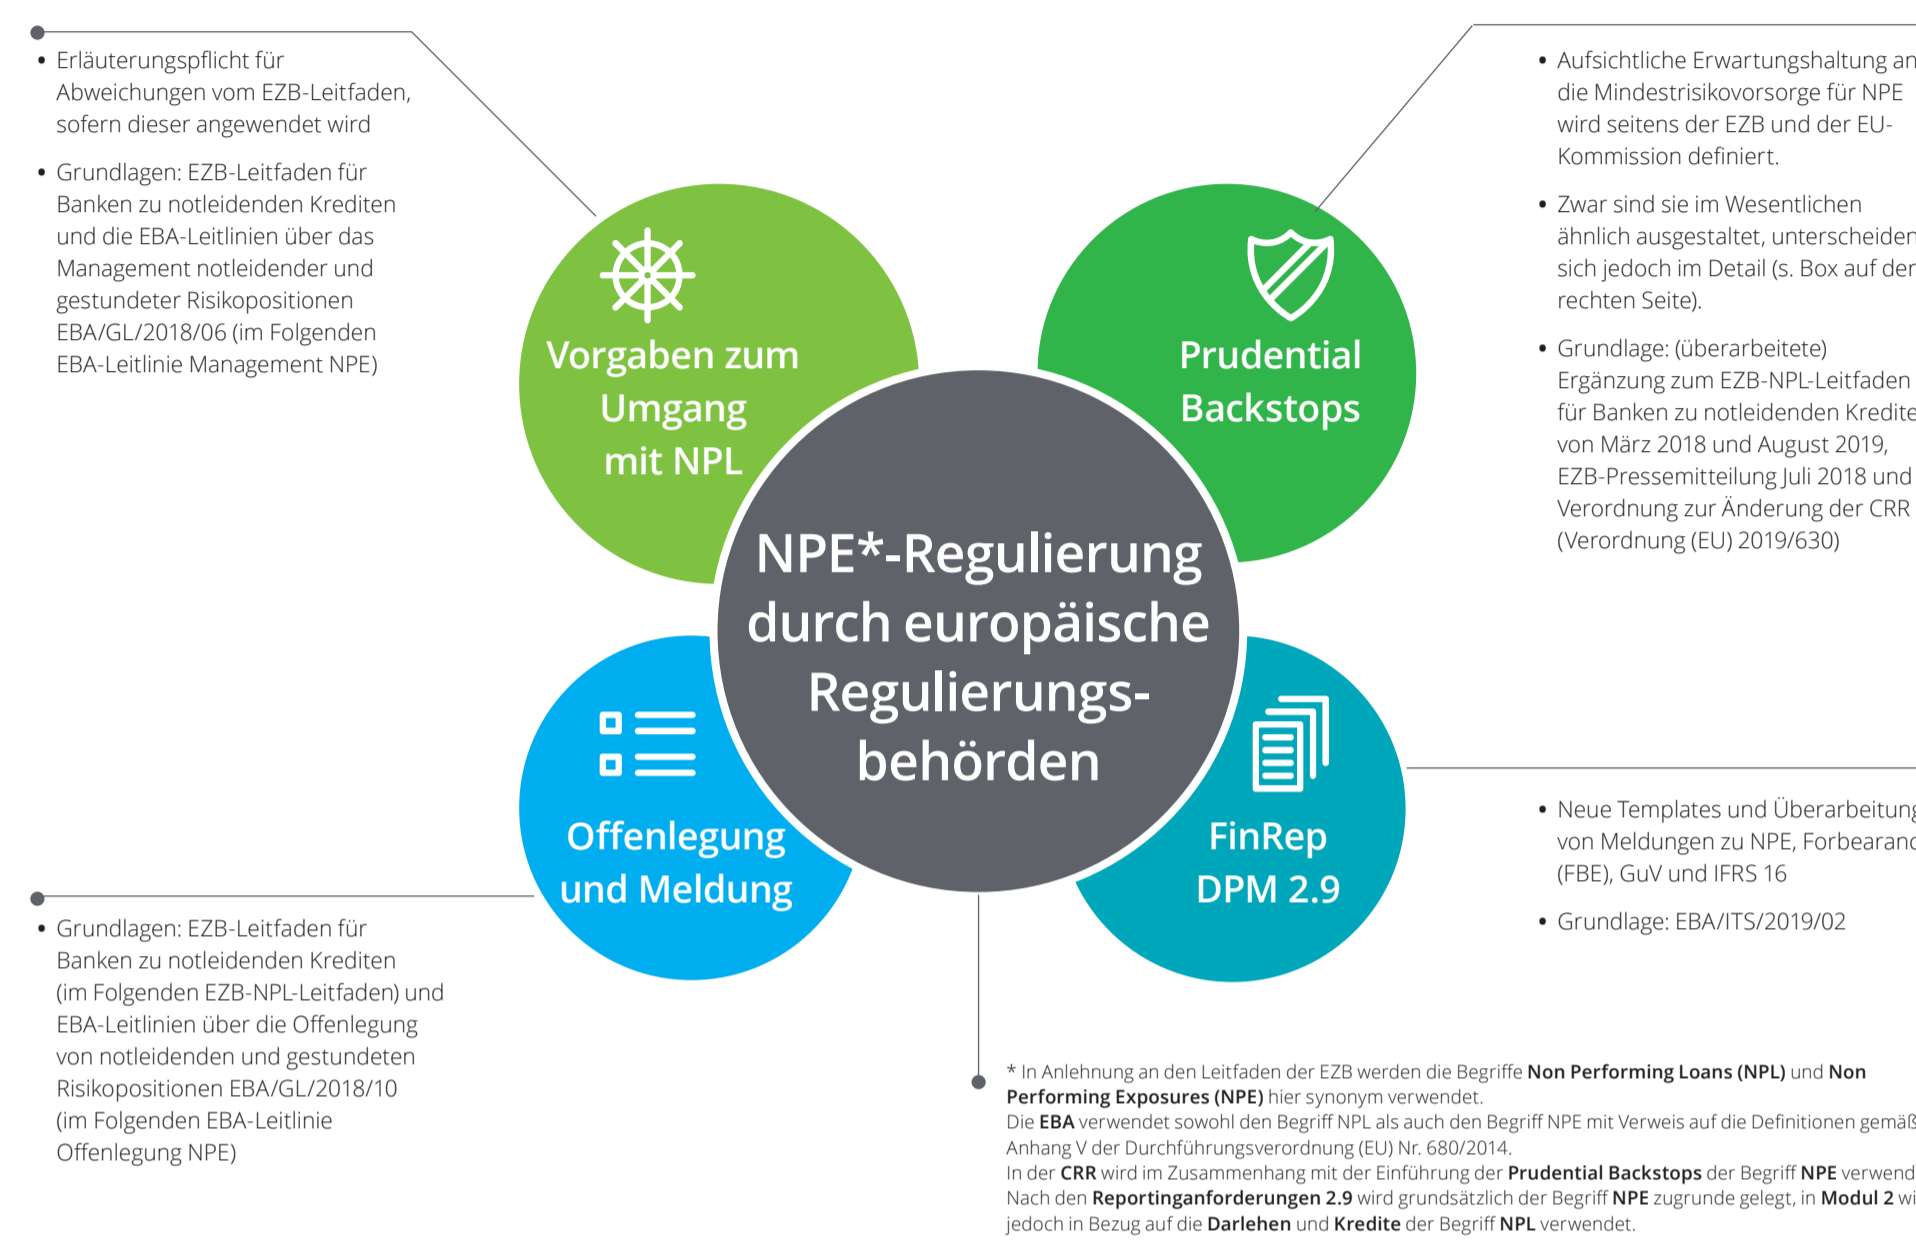 • Erläuterungspflicht für
Abweichungen vom EZB-Leitfaden,
sofern dieser angewendet wird
• Grundlagen: EZB-Leitfaden für
Banken zu notleidenden Krediten
und die EBA-Leitlinien über das
Management notleidender und
gestundeter Risikopositionen
EBA/GL/2018/06 (im Folgenden
EBA-Leitlinie Management NPE)
Vorgaben zum
Umgang
mit NPL
Prudential
Backstops
• Aufsichtliche Erwartungshaltung an
die Mindestrisikovorsorge für NPE
wird seitens der EZB und der EU-
Kommission definiert.
• Zwar sind sie im Wesentlichen
ähnlich ausgestaltet, unterscheiden
sich jedoch im Detail (s. Box auf der
rechten Seite).
• Grundlage: (überarbeitete)
Ergänzung zum EZB-NPL-Leitfaden
für Banken zu notleidenden Kredite
von März 2018 und August 2019,
EZB-Pressemitteilung Juli 2018 und
Verordnung zur Änderung der CRR
(Verordnung (EU) 2019/630)
NPE*-Regulierung
durch europäische
Regulierungs-
behörden
Offenlegung
und Meldung
FinRep
DPM 2.9
• Grundlagen: EZB-Leitfaden für
Banken zu notleidenden Krediten
(im Folgenden EZB-NPL-Leitfaden) und
EBA-Leitlinien über die Offenlegung
von notleidenden und gestundeten
Risikopositionen EBA/GL/2018/10
(im Folgenden EBA-Leitlinie
Offenlegung NPE)
• Neue Templates und Überarbeitung
von Meldungen zu NPE, Forbearanc
(FBE), GuV und IFRS 16
• Grundlage: EBA/ITS/2019/02
* In Anlehnung an den Leitfaden der EZB werden die Begriffe Non Performing Loans (NPL) und Non
Performing Exposures (NPE) hier synonym verwendet.
Die EBA verwendet sowohl den Begriff NPL als auch den Begriff NPE mit Verweis auf die Definitionen gemäß
Anhang V der Durchführungsverordnung (EU) Nr. 680/2014.
In der CRR wird im Zusammenhang mit der Einführung der Prudential Backstops der Begriff NPE verwend
Nach den Reportinganforderungen 2.9 wird grundsätzlich der Begriff NPE zugrunde gelegt, in Modul 2 wi
jedoch in Bezug auf die Darlehen und Kredite der Begriff NPL verwendet.